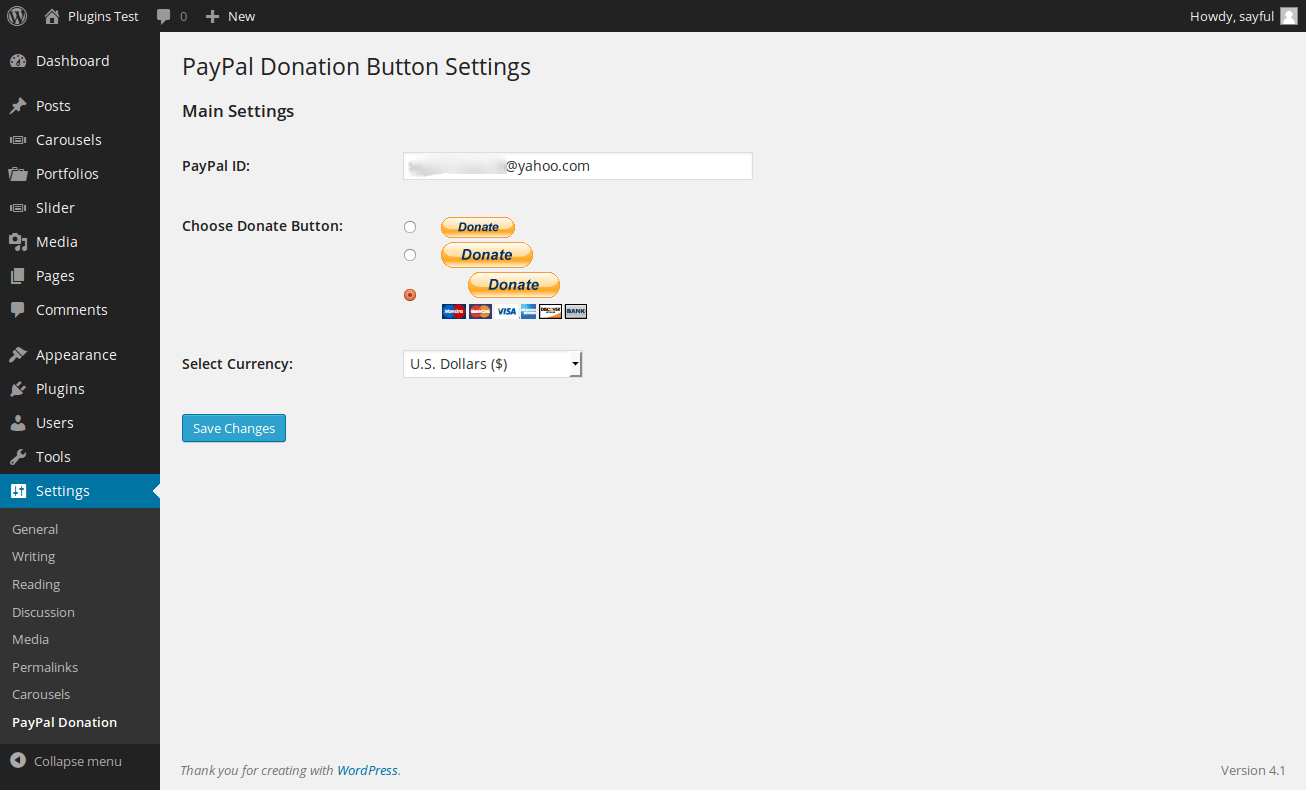 Plugins Test 0 New Howdy, sayful
Dashboard
Posts
Carousels
Portfolios
Slider
Media
Pages
Comments
Appearance
Plugins
Users
Tools
Settings
General
Writing
Reading
Discussion
Media
Permalinks
Carousels
PayPal Donation
Collapse menu
PayPal Donation Button Settings
Main Settings
PayPal ID: @yahoo.com
Choose Donate Button: Donate
Donate
Donate
Maestro MasterCard VISA DISCOVER BANK
Select Currency: U.S. Dollars ($)
Save Changes
Thank you for creating with WordPress. Version 4.1